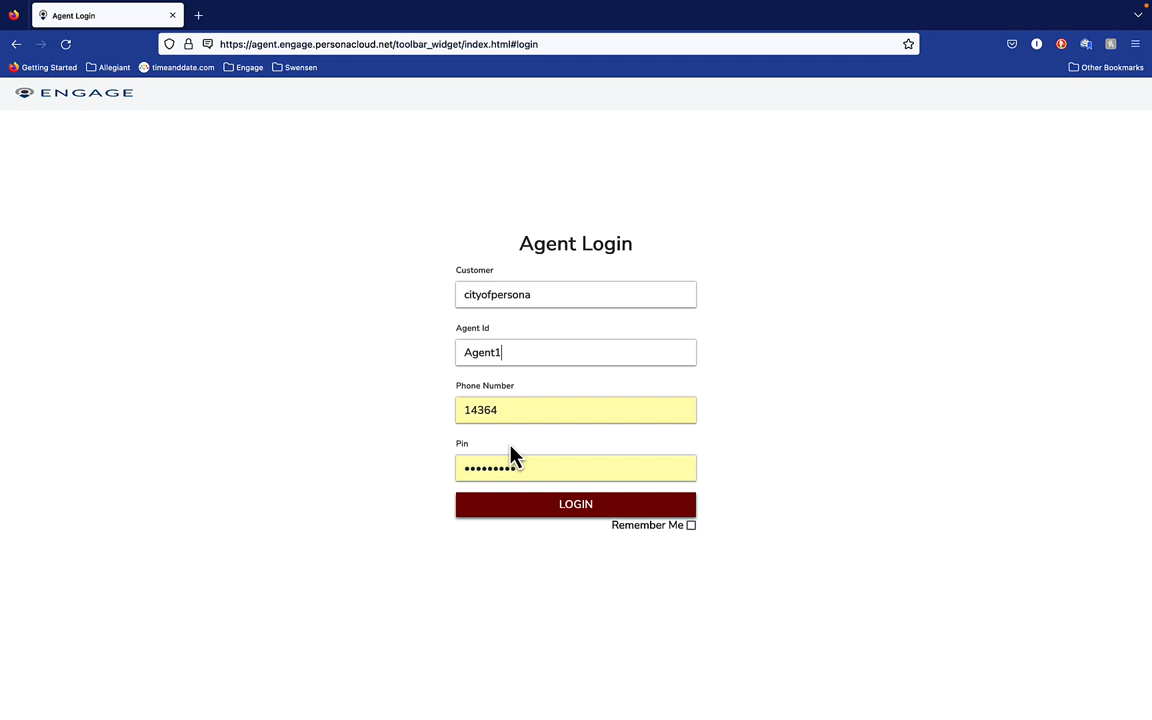 Agent Login
https://agent.engage.personacloud.net/toolbar_widget/index.html#login
Getting Started Allegiant timeanddate.com Engage Swensen Other Bookmarks
ENGAGE
Agent Login
Customer
cityofpersona
Agent Id
Agent1
Phone Number
14364
Pin
LOGIN
Remember Me